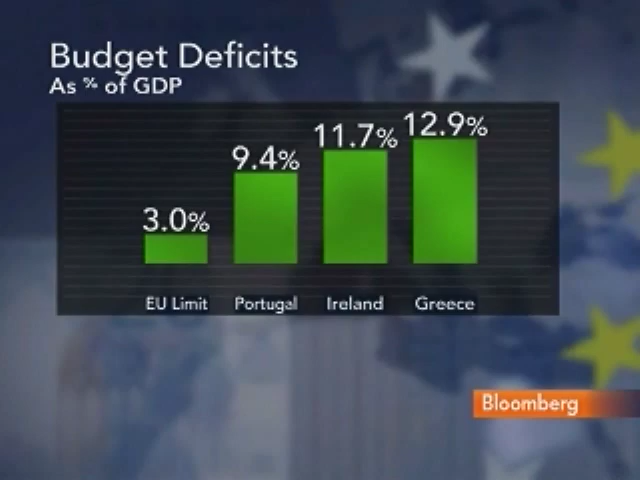 Budget Deficits
As % of GDP
3.0% 9.4% 11.7% 12.9%
EU Limit Portugal Ireland Greece
Bloomberg